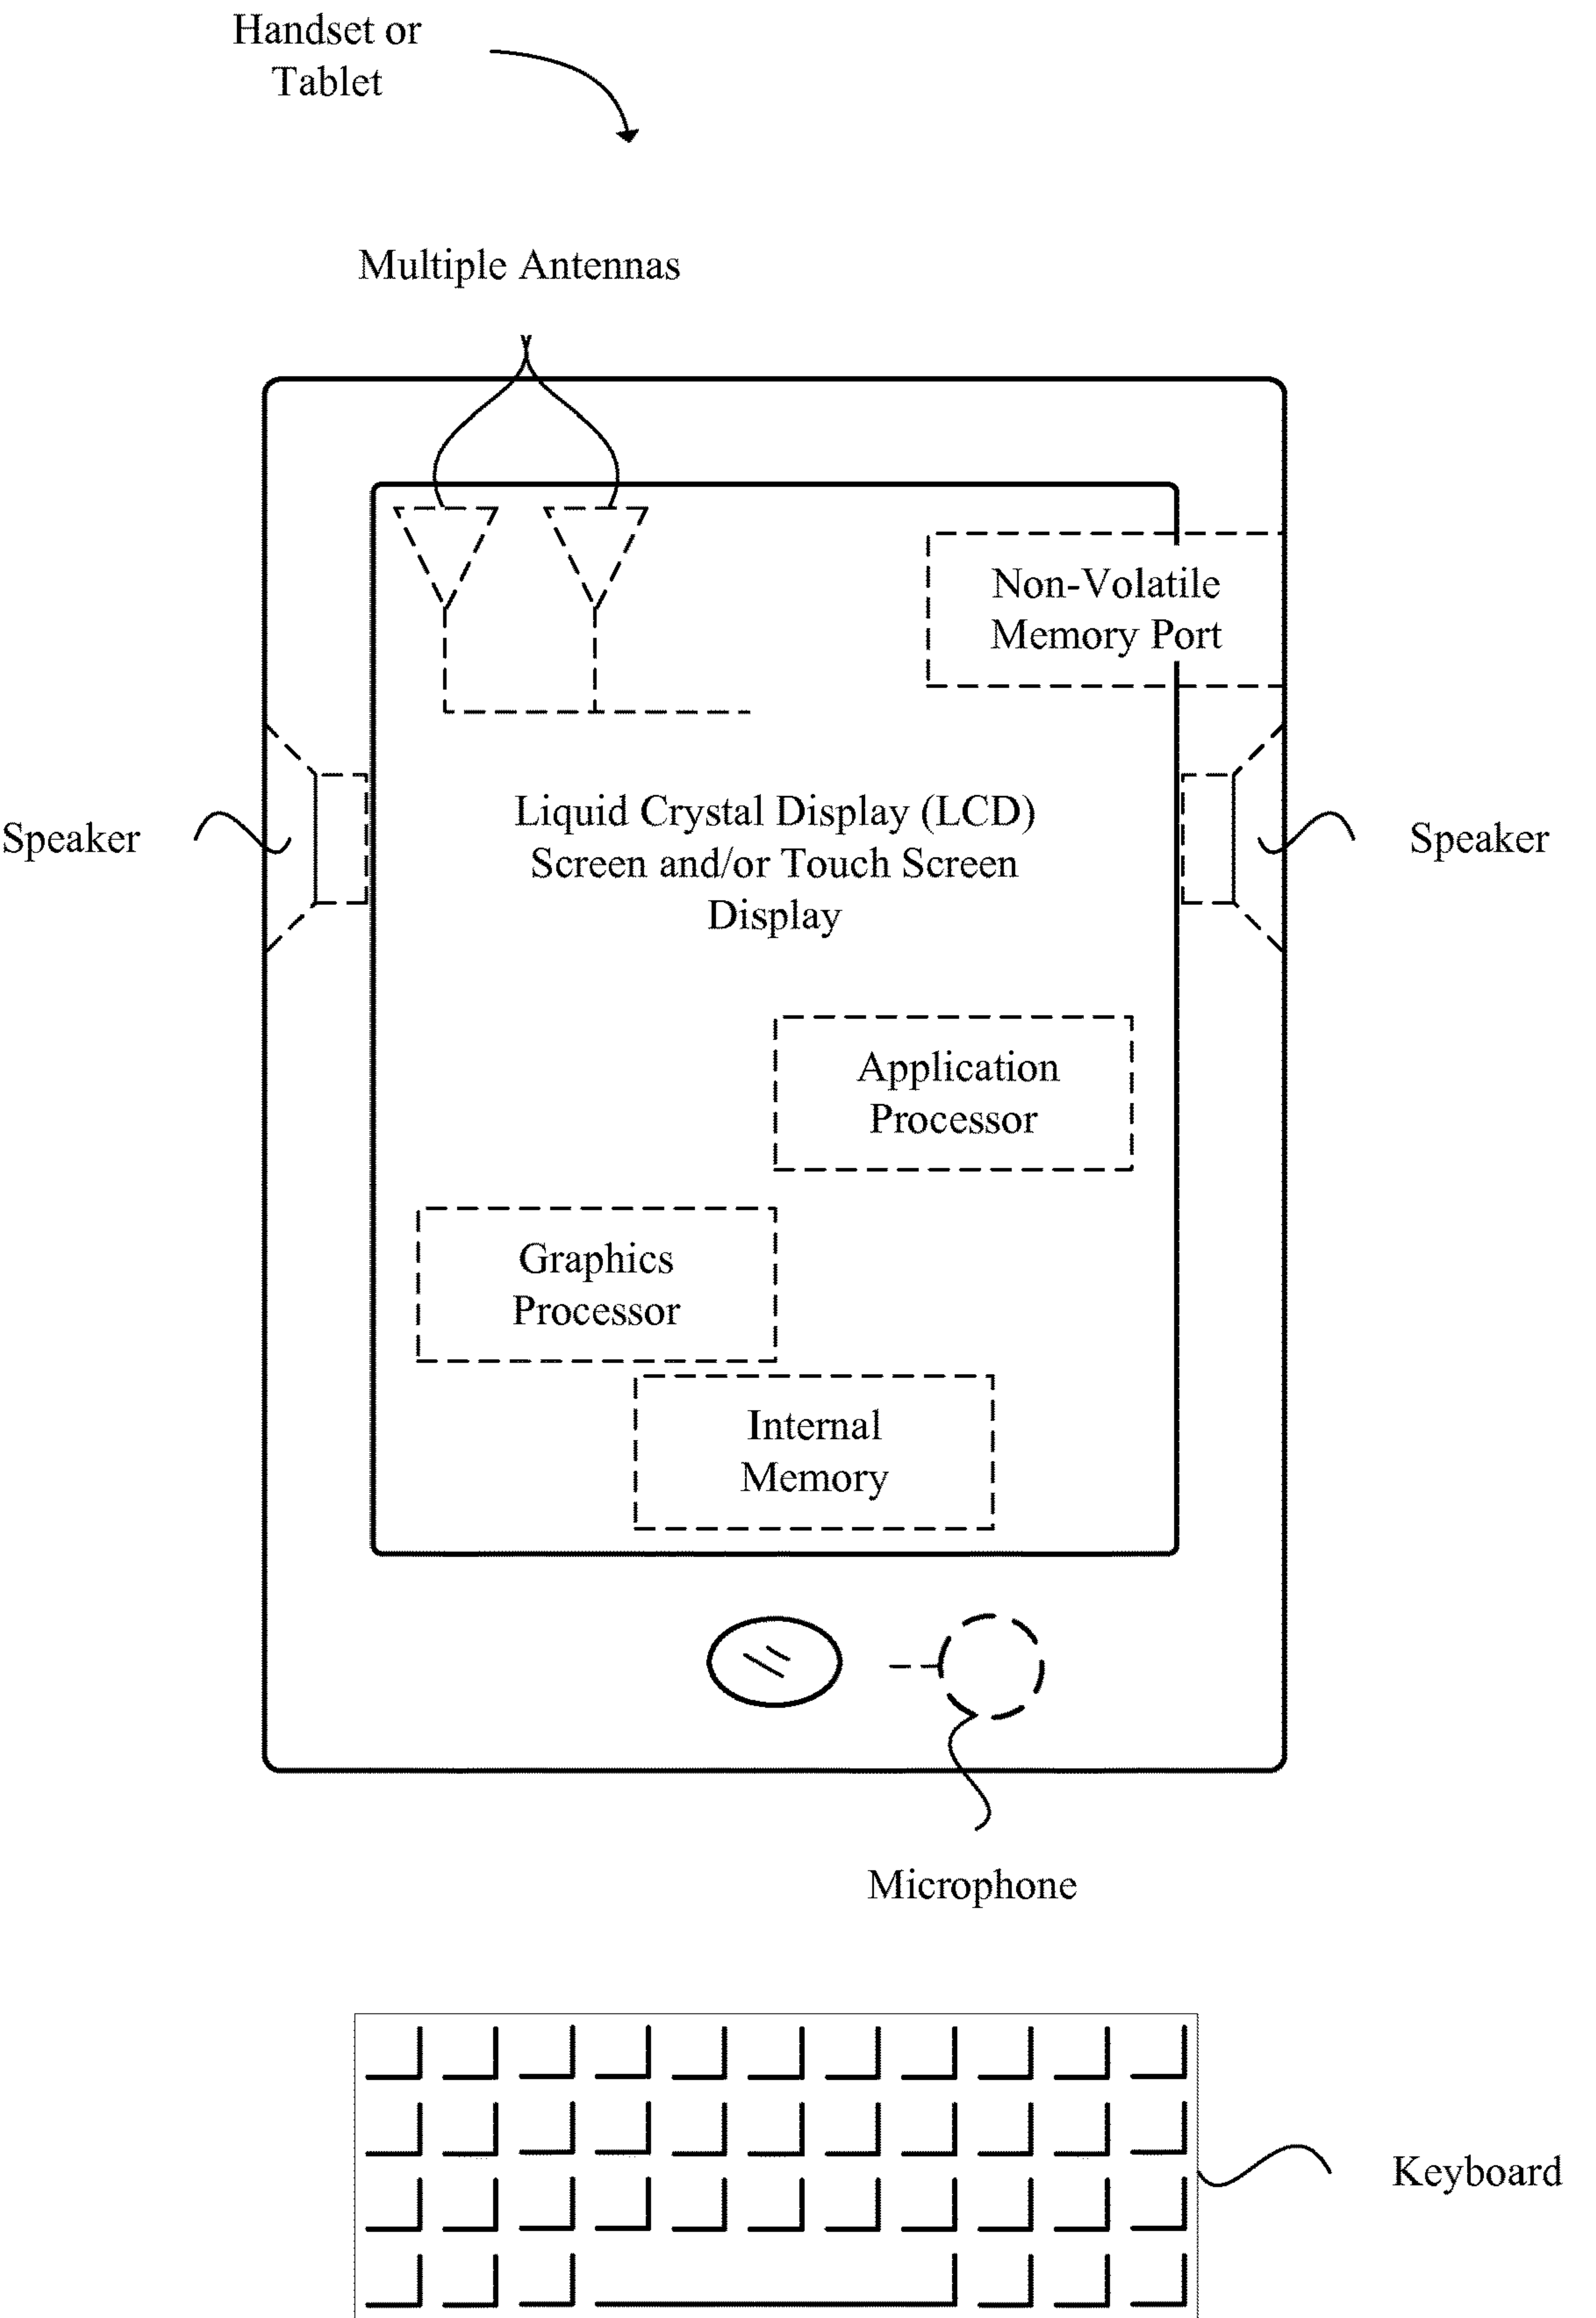 Handset or
Tablet
Multiple Antennas
Non-Volatile
Memory Port
Speaker
Liquid Crystal Display (LCD)
Screen and/or Touch Screen
Display
Speaker
Application
Processor
Graphics
Processor
Internal
Memory
Microphone
Keyboard